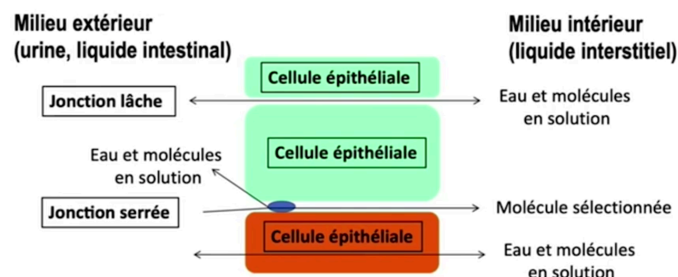 Milieu extérieur
(urine, liquide intestinal)
Milieu intérieur
(liquide interstitiel)
Cellule épithéliale
Jonction lâche
Eau et molécules
en solution
Cellule épithéliale
Eau et molécules
en solution
Jonction serrée
Molécule sélectionnée
Cellule épithéliale
Eau et molécules
en solution